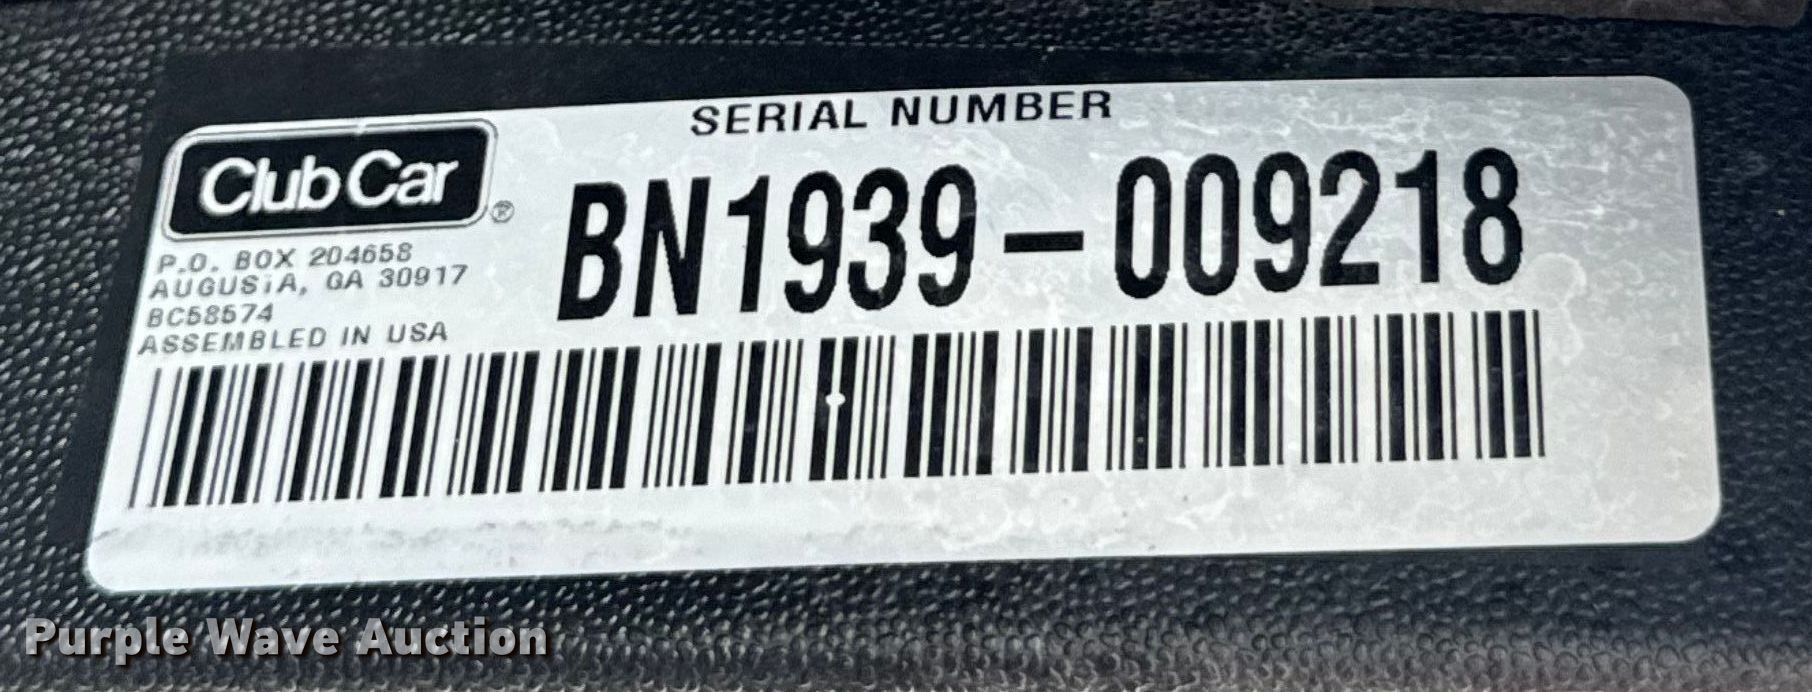 SERIAL NUMBER
Club Car®
BN1939-009218
P.O. BOX 204658
AUGUSTA, GA 30917
BC58574
ASSEMBLED IN USA
Purple Wave Auction